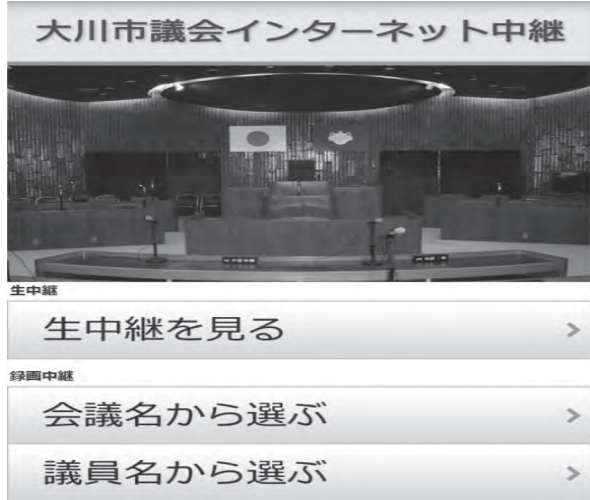 大川市議会インターネット中継
生中継
生中継を見る
録画中継
会議名から選ぶ
議員名から選ぶ